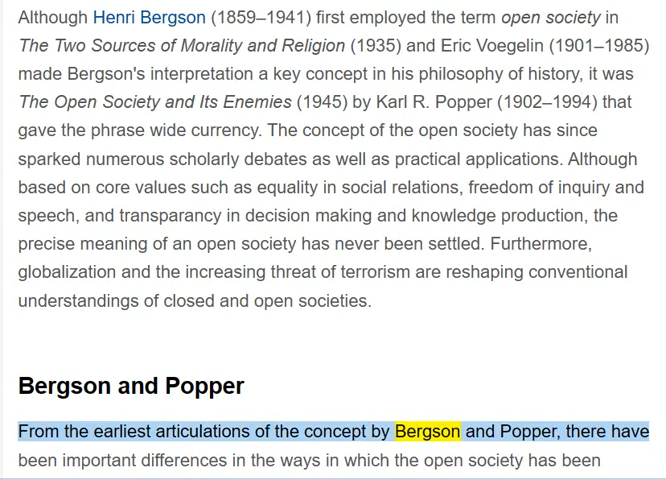 Although Henri Bergson (1859–1941) first employed the term open society in
The Two Sources of Morality and Religion (1935) and Eric Voegelin (1901–1985)
made Bergson's interpretation a key concept in his philosophy of history, it was
The Open Society and Its Enemies (1945) by Karl R. Popper (1902–1994) that
gave the phrase wide currency. The concept of the open society has since
sparked numerous scholarly debates as well as practical applications. Although
based on core values such as equality in social relations, freedom of inquiry and
speech, and transparancy in decision making and knowledge production, the
precise meaning of an open society has never been settled. Furthermore,
globalization and the increasing threat of terrorism are reshaping conventional
understandings of closed and open societies.
Bergson and Popper
From the earliest articulations of the concept by Bergson and Popper, there have
been important differences in the ways in which the open society has been